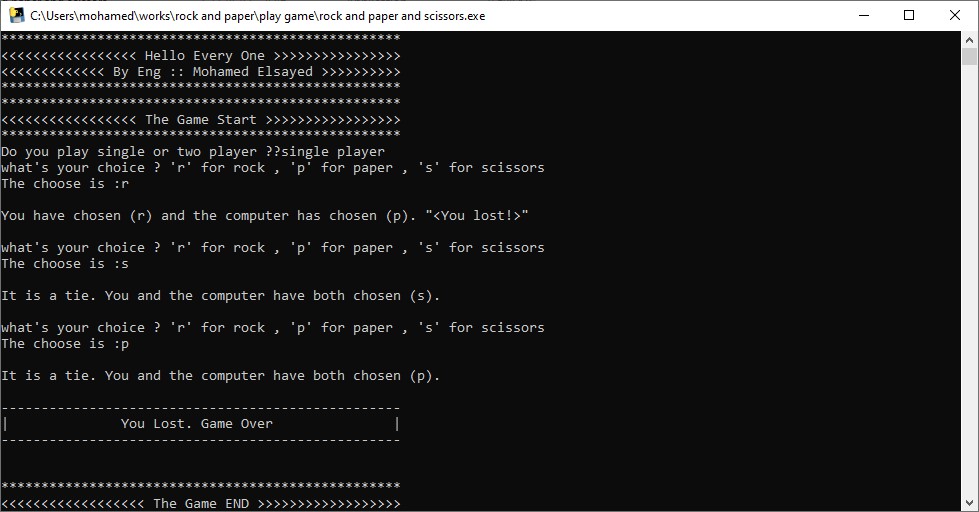 C:\Users\mohamed\works\rock and paper\play game\rock and paper and scissors.exe
**************************************************
<<<<<<<<<<<<<<<<< Hello Every One >>>>>>>>>>>>>>>>
<<<<<<<<<<<<< By Eng :: Mohamed Elsayed >>>>>>>>>>
**************************************************
**************************************************
<<<<<<<<<<<<<<<<< The Game Start >>>>>>>>>>>>>>>>>
**************************************************
Do you play single or two player ??single player
what's your choice ? 'r' for rock , 'p' for paper , 's' for scissors
The choose is :r
You have chosen (r) and the computer has chosen (p). "<You lost!>"
what's your choice ? 'r' for rock , 'p' for paper , 's' for scissors
The choose is :s
It is a tie. You and the computer have both chosen (s).
what's your choice ? 'r' for rock , 'p' for paper , 's' for scissors
The choose is :p
It is a tie. You and the computer have both chosen (p).
--------------------------------------------------
|              You Lost. Game Over               |
--------------------------------------------------
**************************************************
<<<<<<<<<<<<<<<<<< The Game END >>>>>>>>>>>>>>>>>>